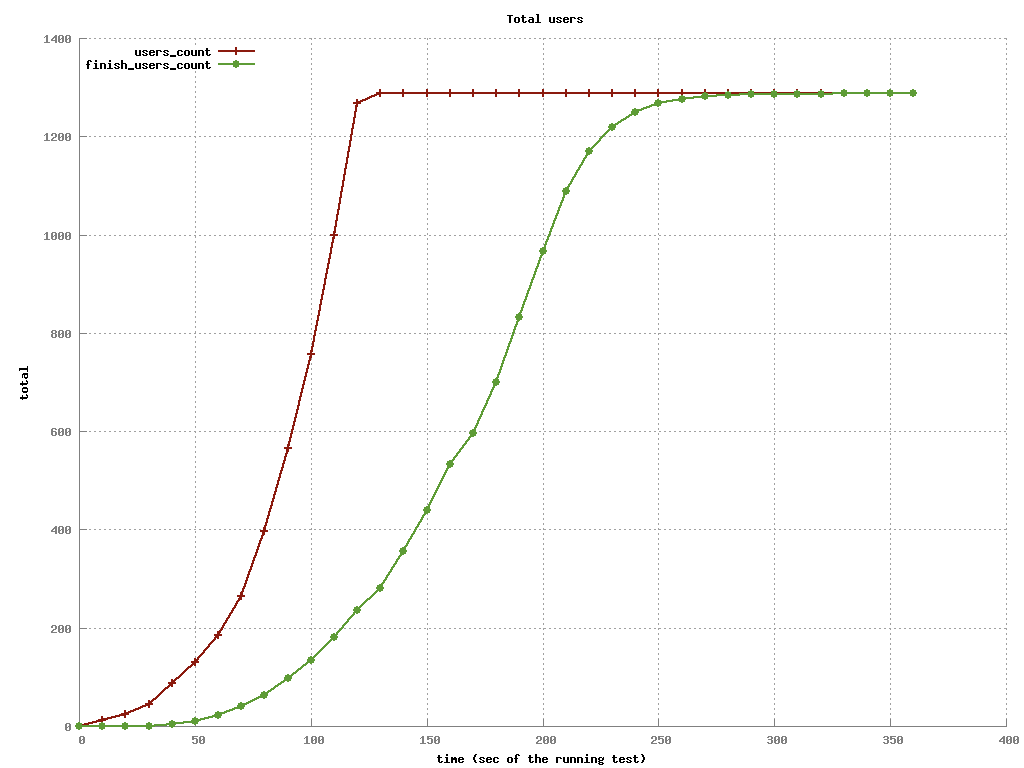 Total users
users_count
finish_users_count
1400
1200
1000
800
600
400
200
0
total
0 50 100 150 200 250 300 350 400
time (sec of the running test)